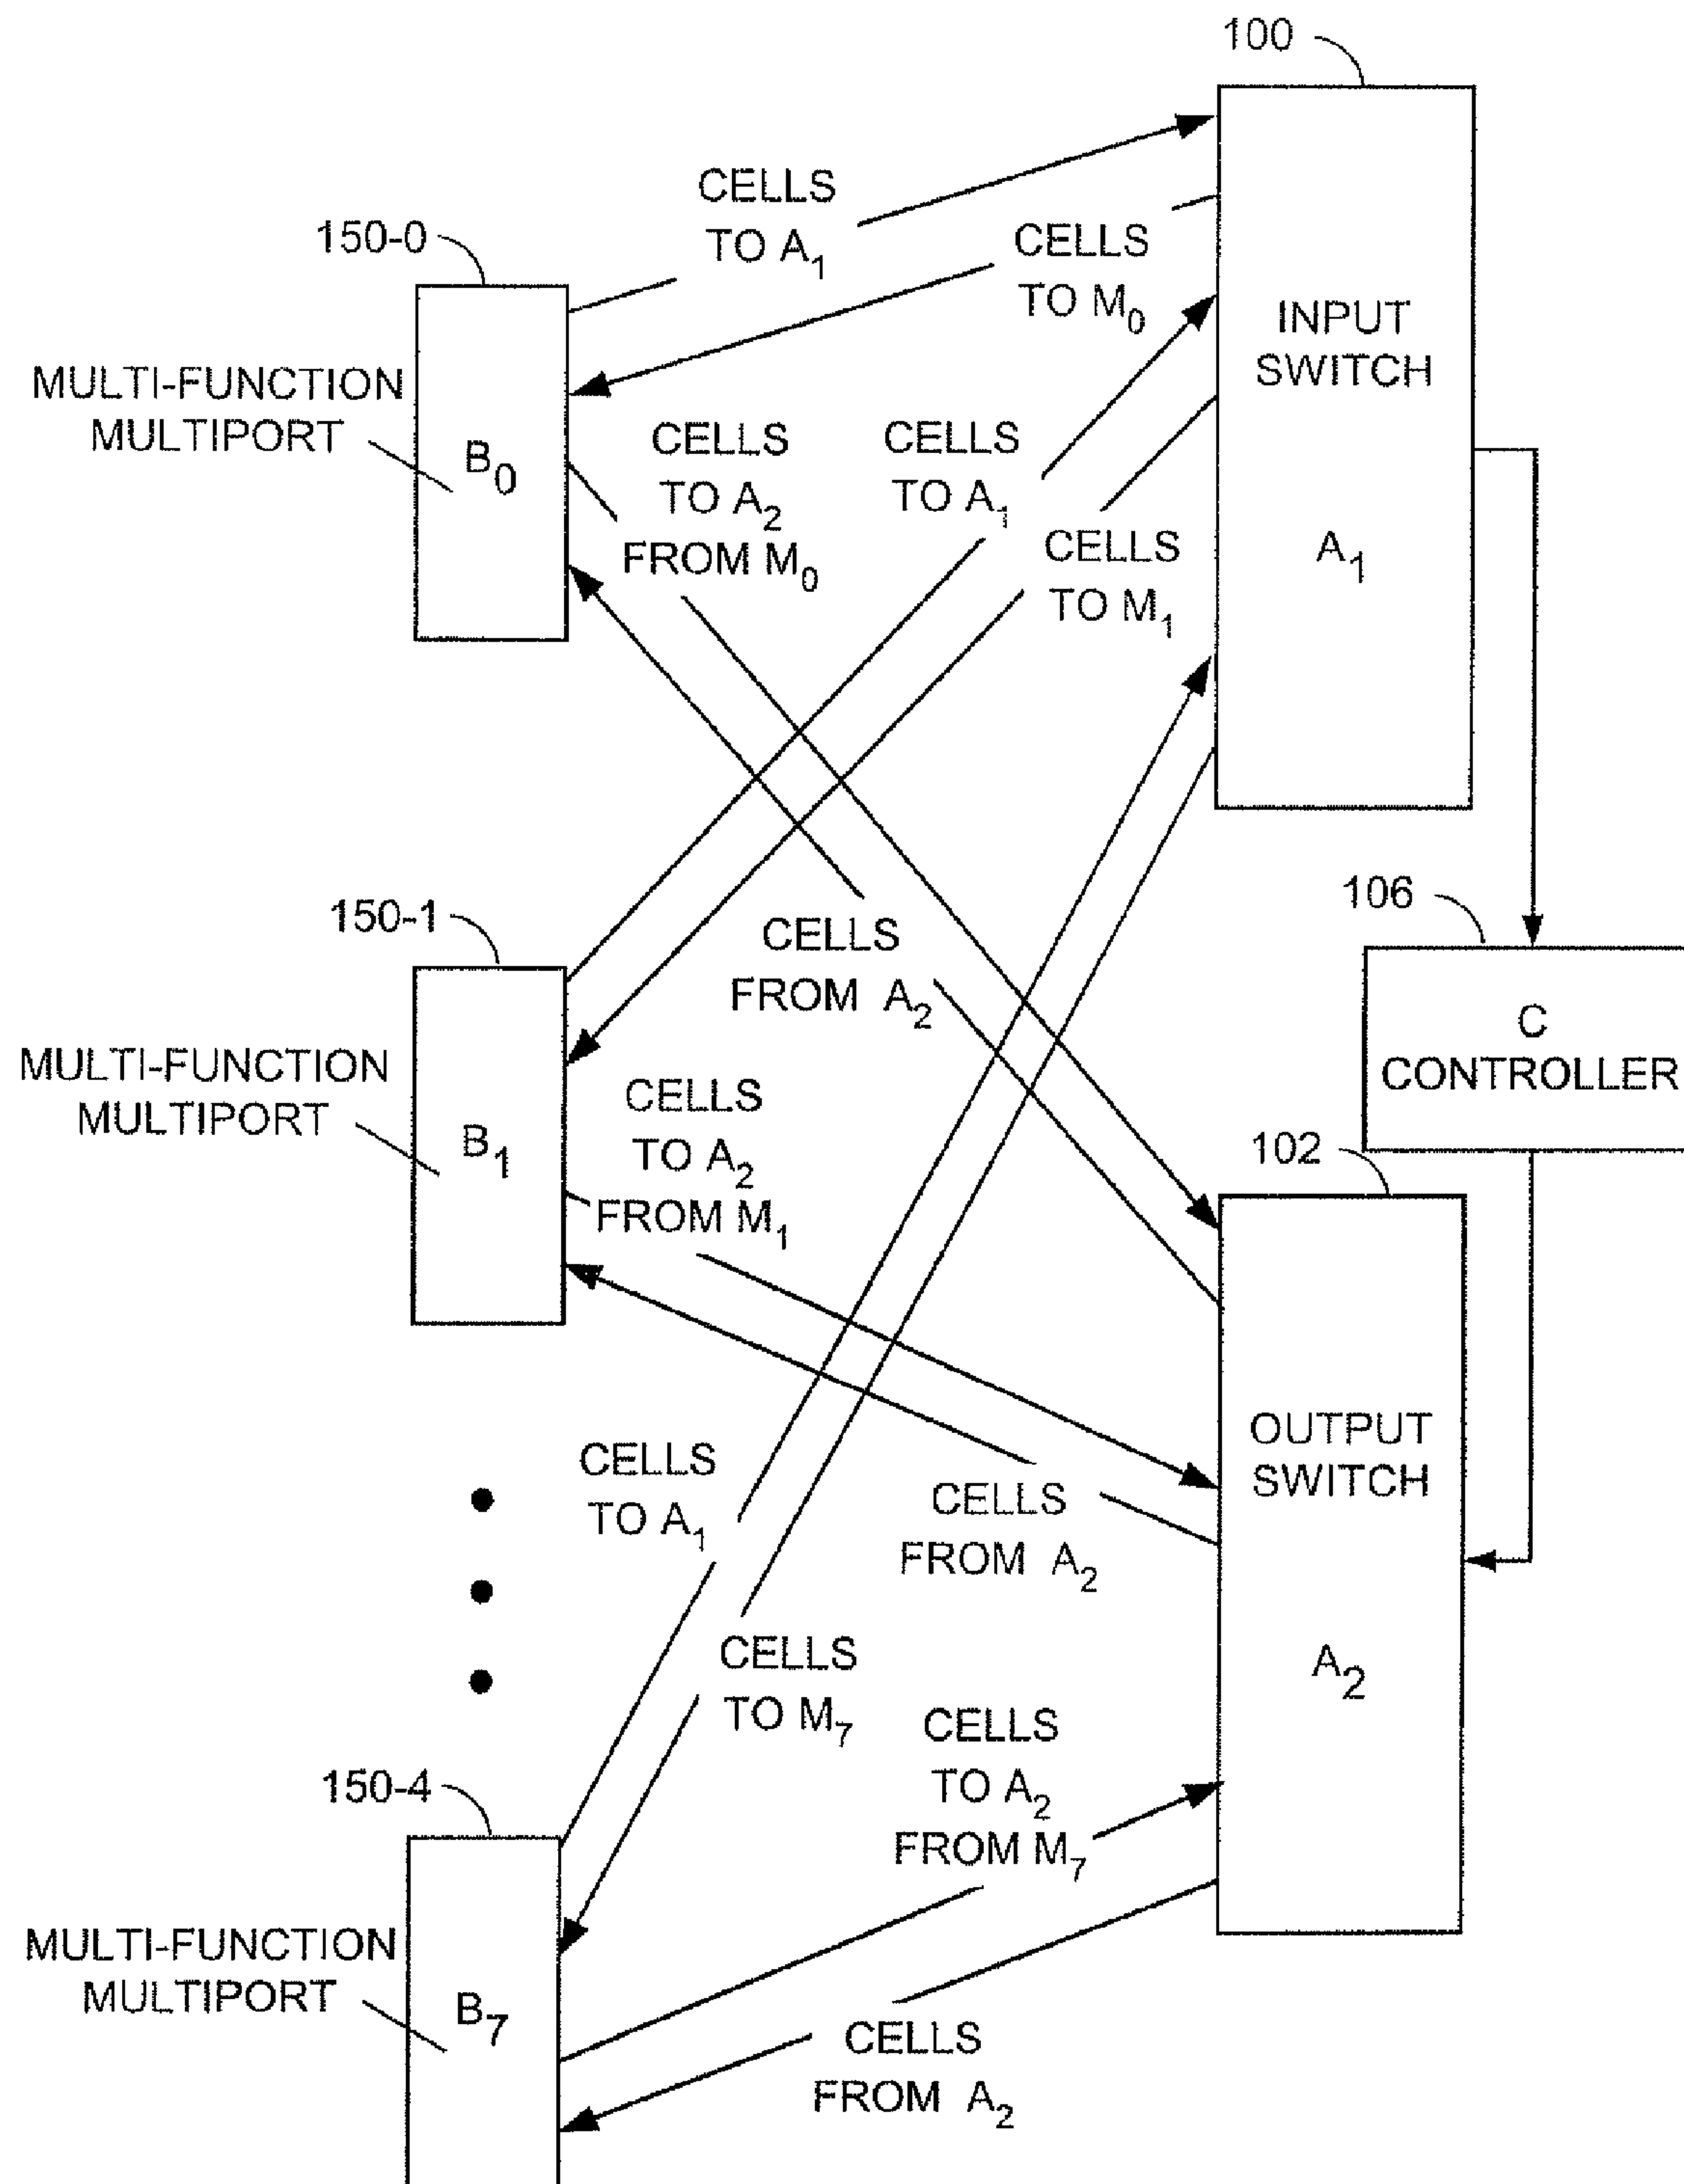 100
CELLS
TO A₁
150-0
CELLS
TO M₀
INPUT
SWITCH
A₁
MULTI-FUNCTION
MULTIPORT
B₀
CELLS
TO A₂
FROM M₀
CELLS
TO A₁
CELLS
TO M₁
106
C
CONTROLLER
150-1
CELLS
FROM A₂
MULTI-FUNCTION
MULTIPORT
B₁
CELLS
TO A₂
FROM M₁
102
OUTPUT
SWITCH
A₂
CELLS
TO A₁
CELLS
FROM A₂
CELLS
TO M₇
CELLS
TO A₂
FROM M₇
150-4
MULTI-FUNCTION
MULTIPORT
B₇
CELLS
FROM A₂